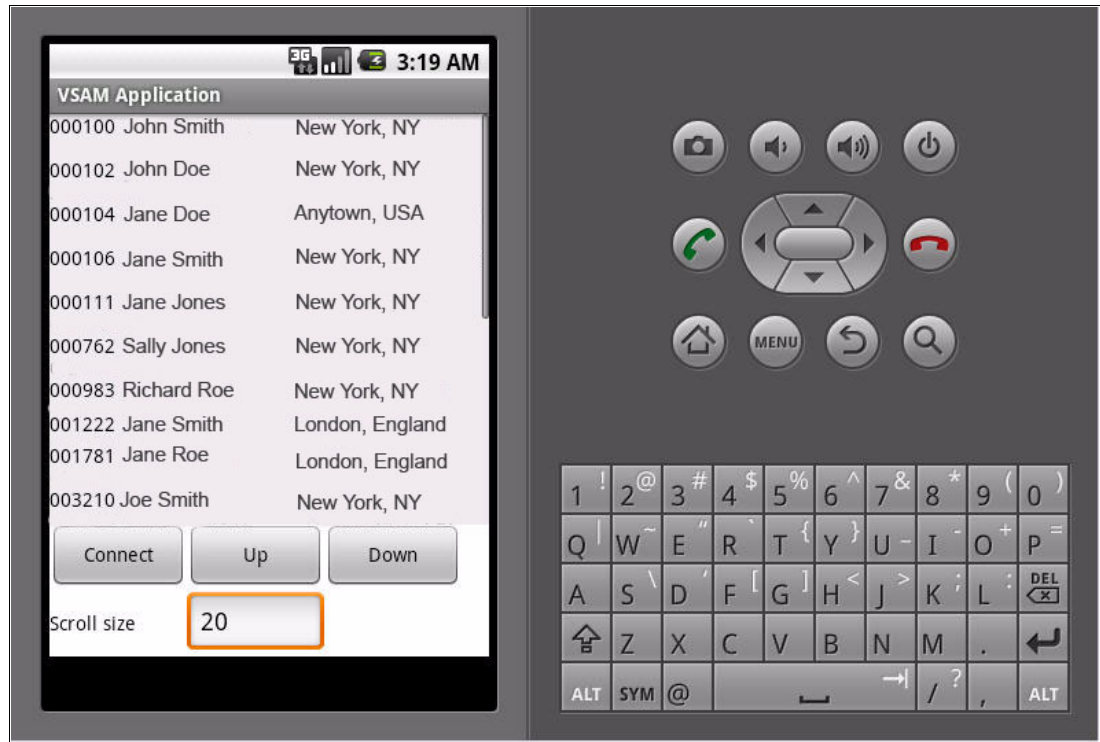 3G 3:19 AM
VSAM Application
000100 John Smith New York, NY
000102 John Doe New York, NY
000104 Jane Doe Anytown, USA
000106 Jane Smith New York, NY
000111 Jane Jones New York, NY
000762 Sally Jones New York, NY
000983 Richard Roe New York, NY
001222 Jane Smith London, England
001781 Jane Roe London, England
003210 Joe Smith New York, NY
Connect Up Down
Scroll size 20
MENU
1 ! 2 @ 3 # 4 $ 5 % 6 ^ 7 & 8 * 9 ( 0 )
Q | W ~ E " R ` T { Y } U - I - O + P =
A S \ D ' F [ G ] H < J > K ; L : DEL
Z X C V B N M .
ALT SYM @ / ? , ALT